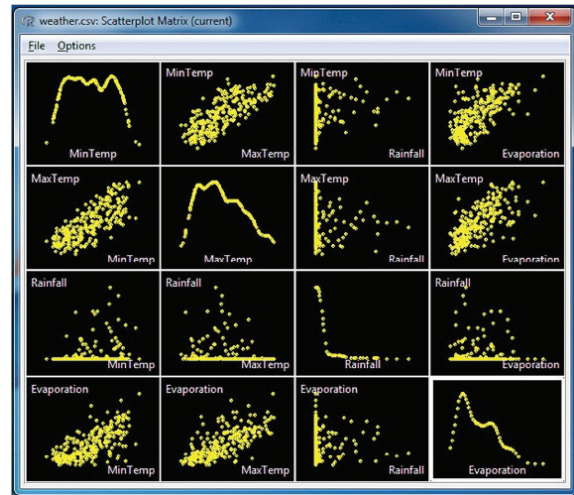 weather.csv: Scatterplot Matrix (current)
File Options
MinTemp
MinTemp
MaxTemp
MinTemp
Rainfall
MinTemp
Evaporation
MaxTemp
MinTemp
MaxTemp
MaxTemp
Rainfall
MaxTemp
Evaporation
Rainfall
MinTemp
Rainfall
MaxTemp
Rainfall
Rainfall
Evaporation
Evaporation
MinTemp
Evaporation
MaxTemp
Evaporation
Rainfall
Evaporation